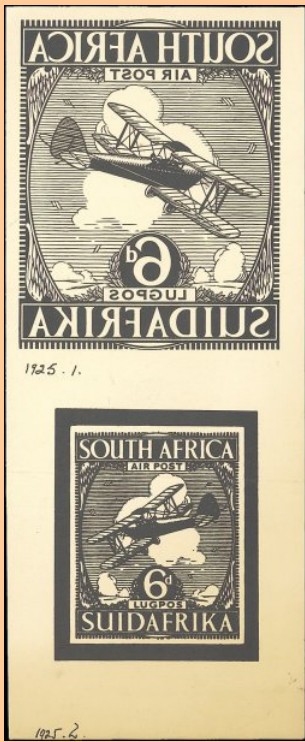 SOUTH AFRICA
AIR POST
6d
LUGPOS
SUIDAFRIKA
1925.1.
SOUTH AFRICA
AIR POST
6d
LUGPOS
SUIDAFRIKA
1925.2.